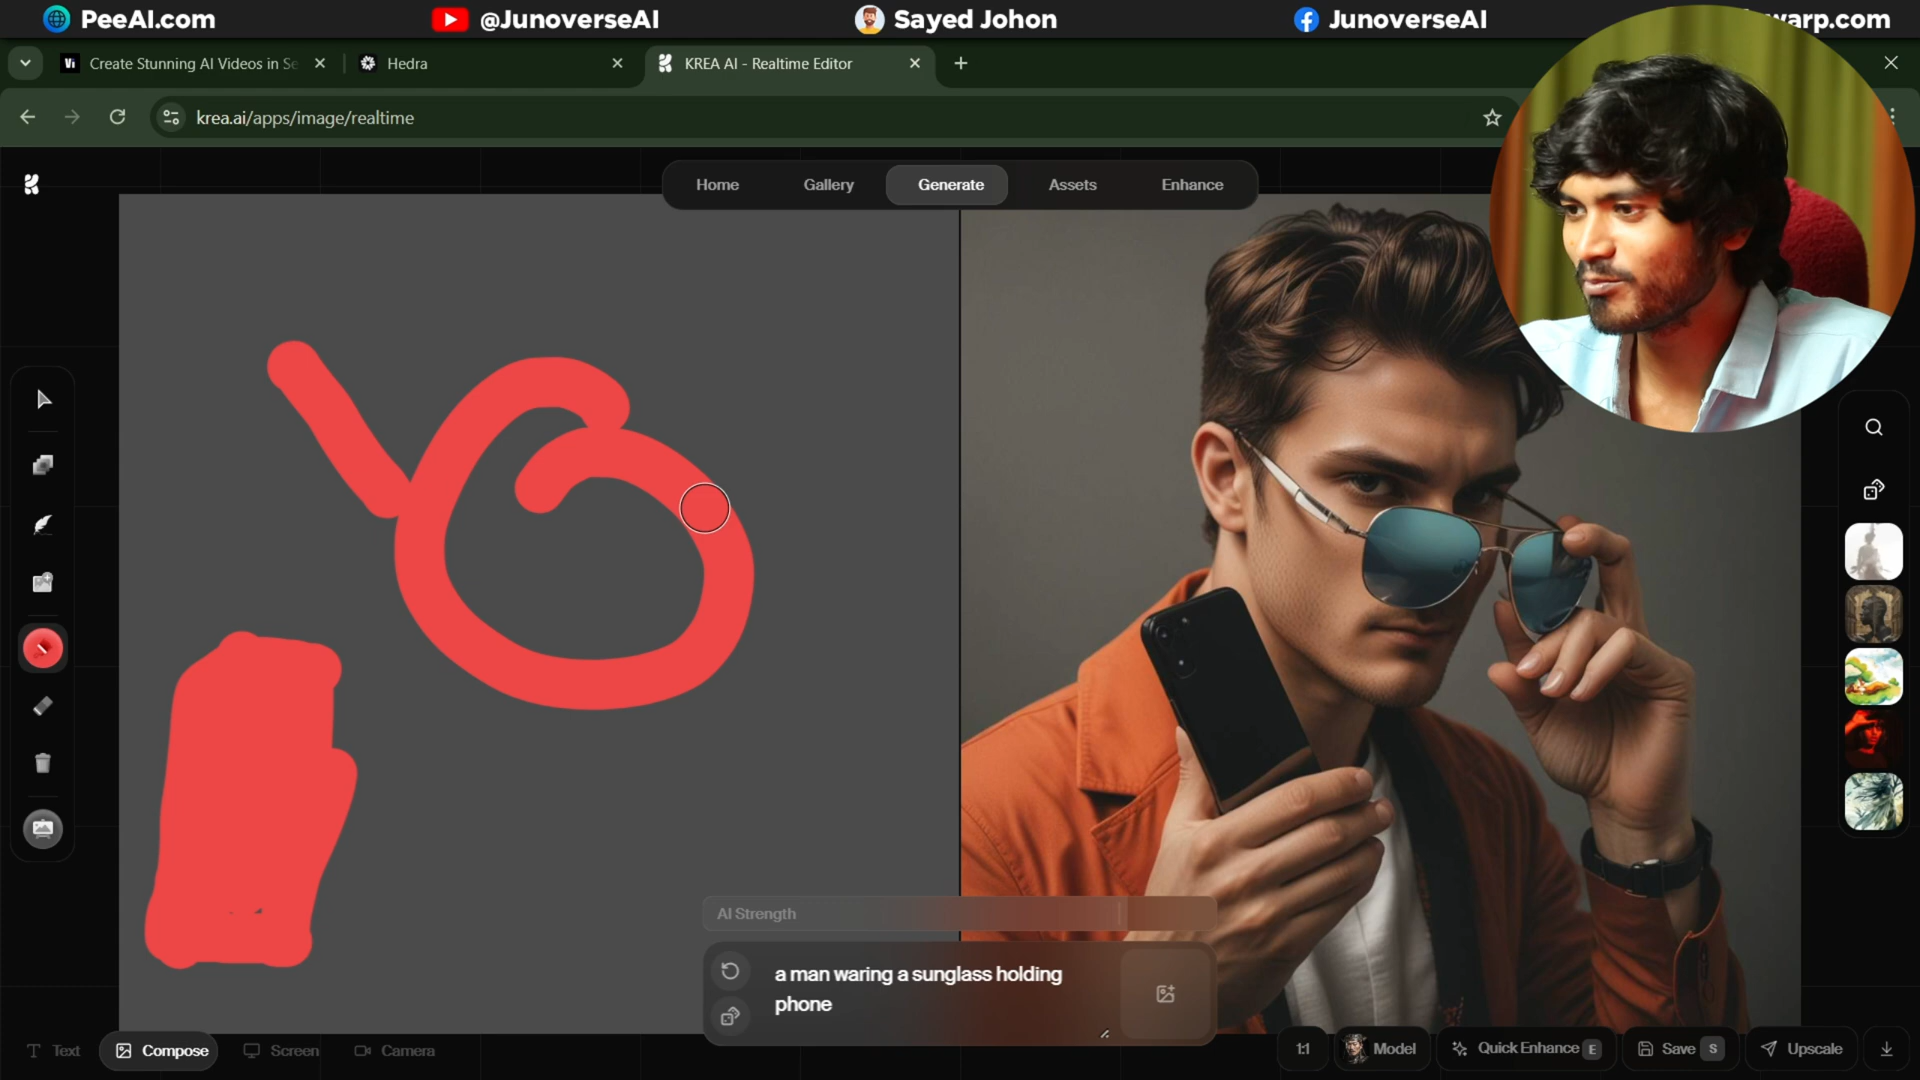 PeeAI.com
@JunoverseAI
Sayed Johon
JunoverseAI
warp.com
Vi
Create Stunning AI Videos in Se
Hedra
KREA AI - Realtime Editor
krea.ai/apps/image/realtime
Home
Gallery
Generate
Assets
Enhance
AI Strength
a man waring a sunglass holding
phone
Text
Compose
Screen
Camera
1:1
Model
Quick Enhance E
Save S
Upscale